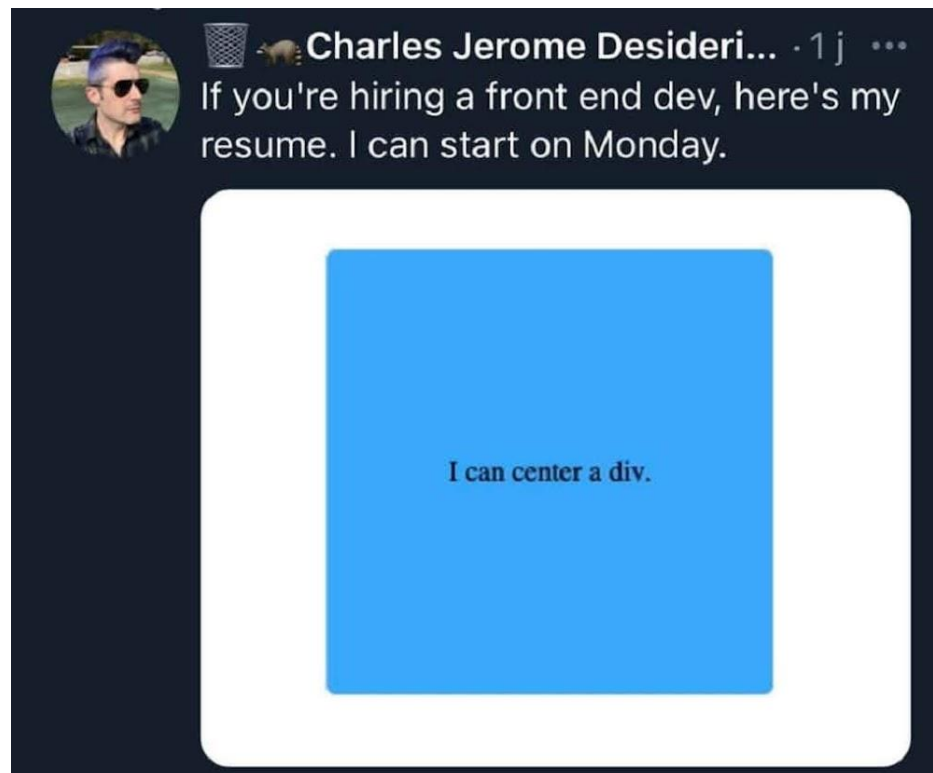 🗑️🦝Charles Jerome Desideri... · 1 j ...
If you're hiring a front end dev, here's my
resume. I can start on Monday.
I can center a div.